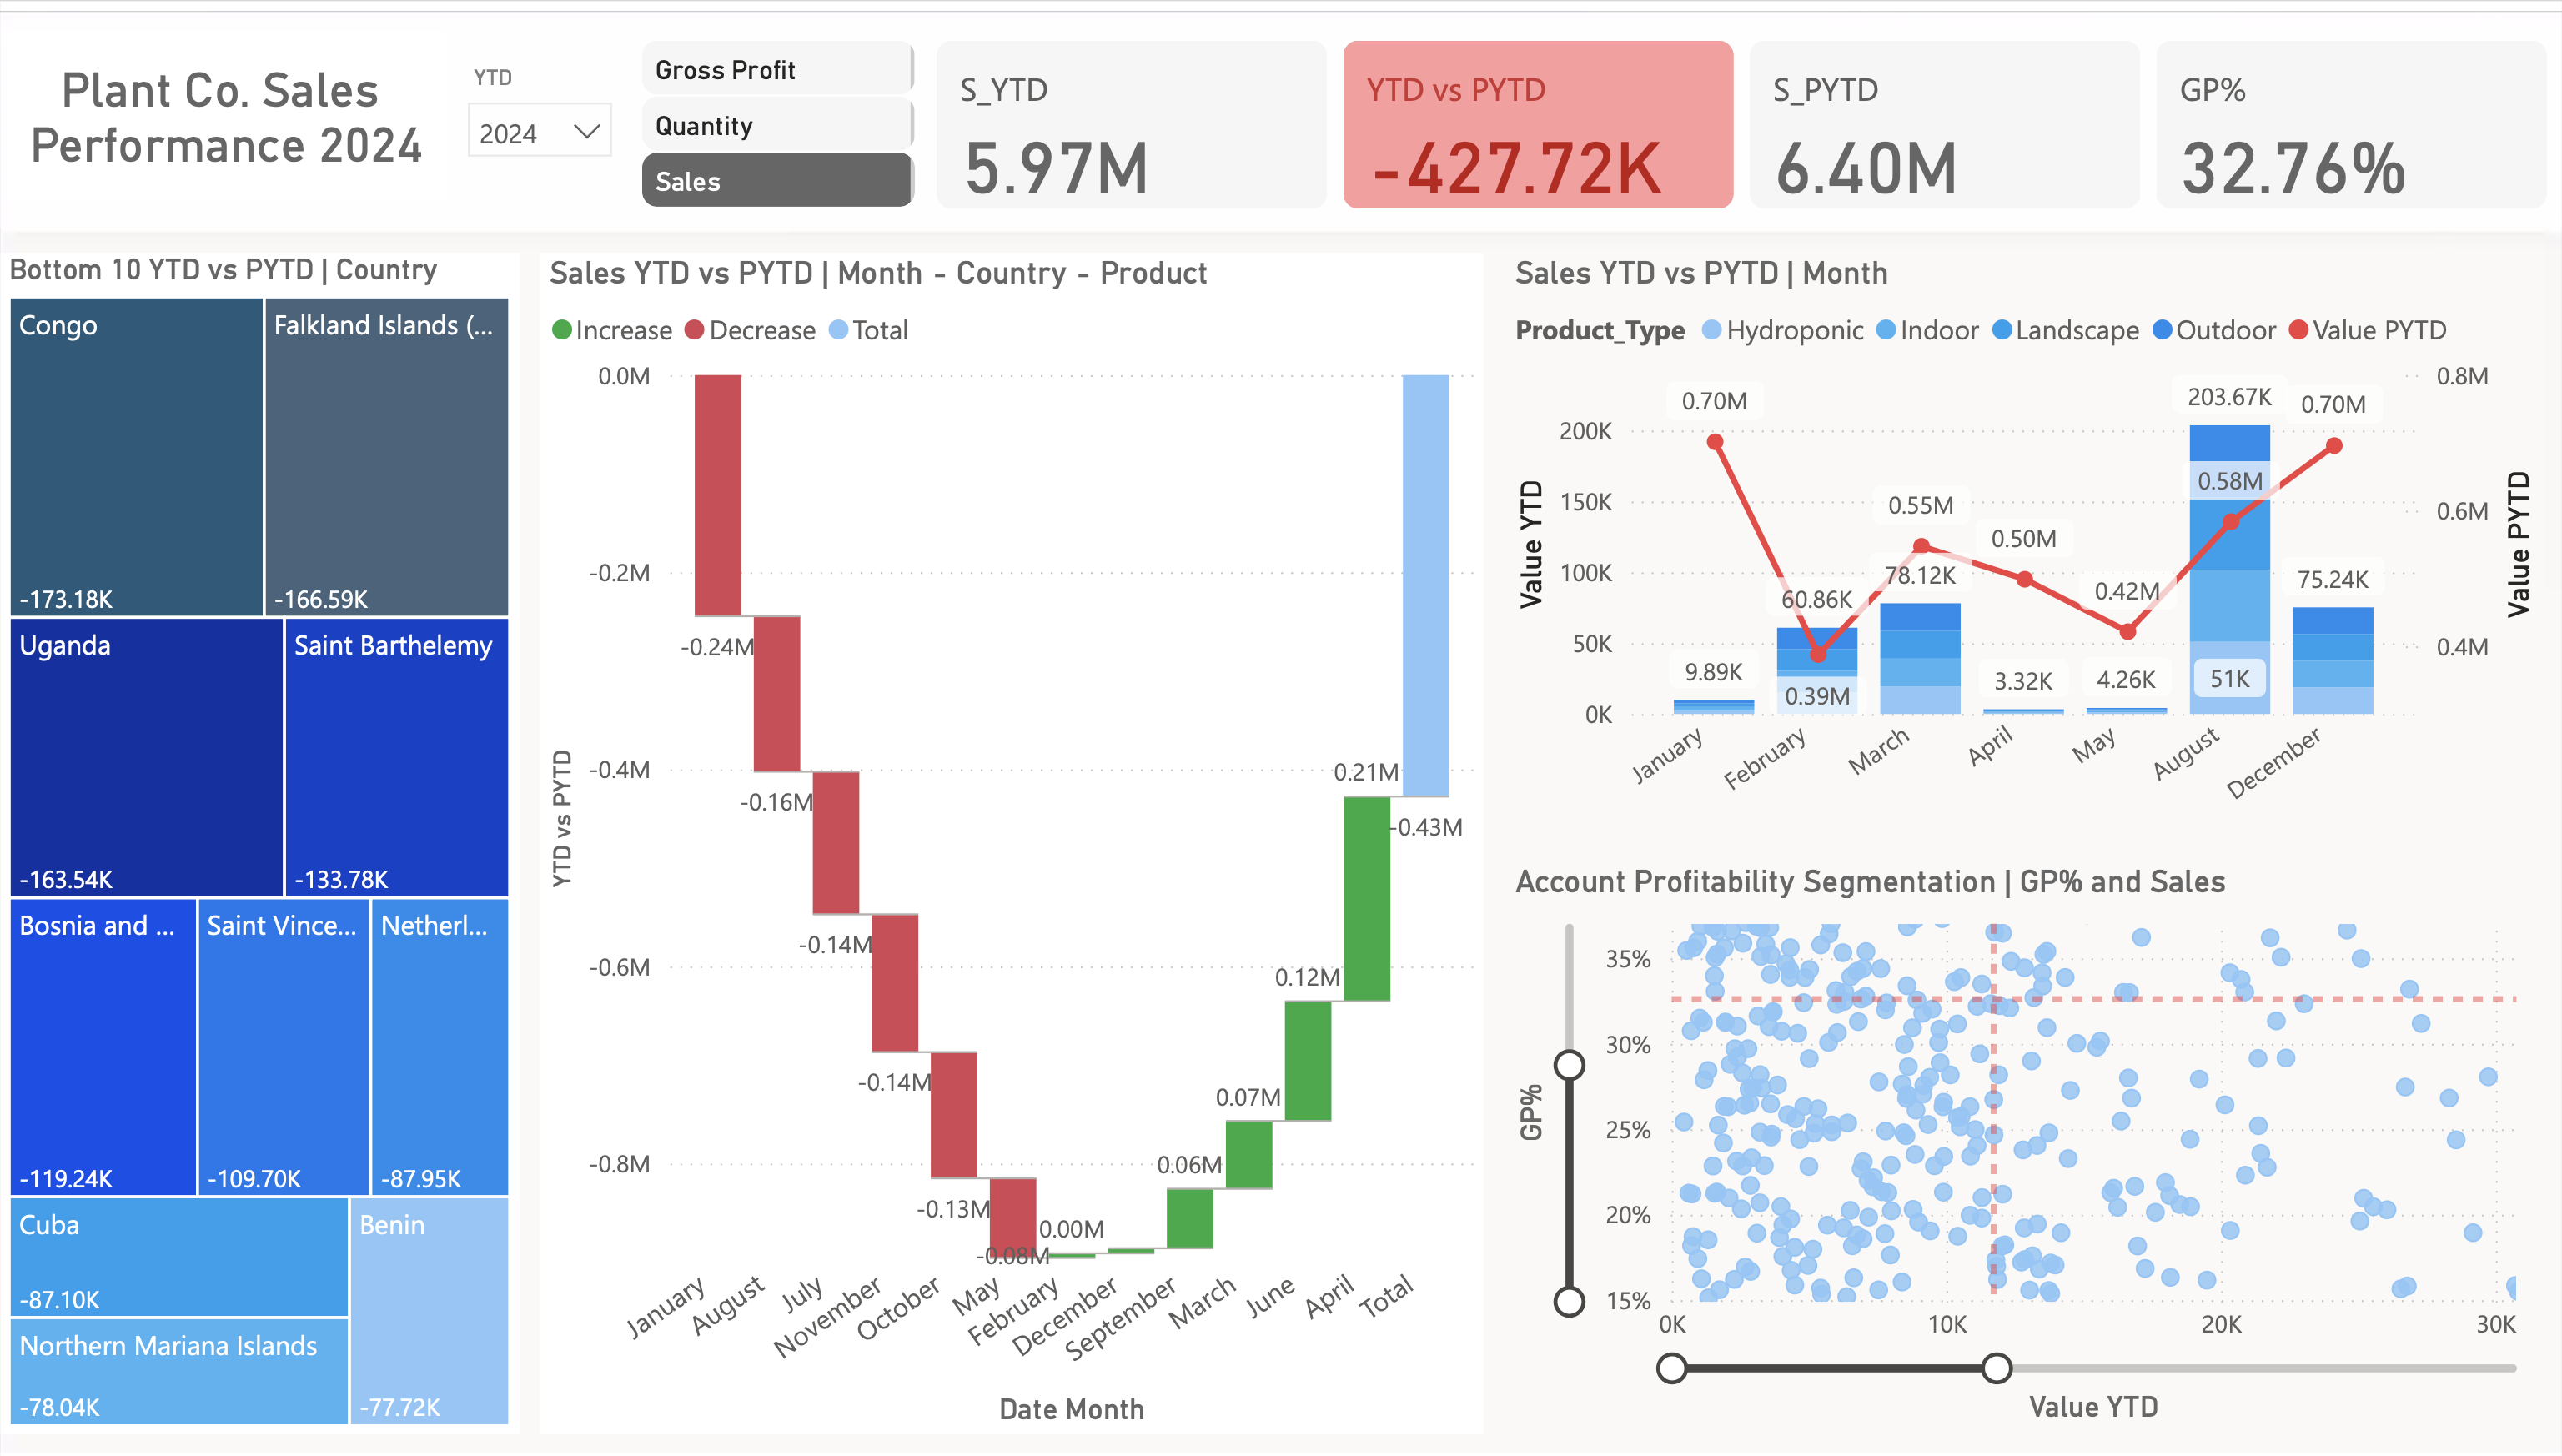 Plant Co. Sales
Performance 2024
YTD
2024
Gross Profit
Quantity
Sales
S_YTD
5.97M
YTD vs PYTD
-427.72K
S_PYTD
6.40M
GP%
32.76%
Bottom 10 YTD vs PYTD | Country
Congo
-173.18K
Falkland Islands (...
-166.59K
Uganda
-163.54K
Saint Barthelemy
-133.78K
Bosnia and ...
-119.24K
Saint Vince...
-109.70K
Netherl...
-87.95K
Cuba
-87.10K
Northern Mariana Islands
-78.04K
Benin
-77.72K
Sales YTD vs PYTD | Month - Country - Product
Increase Decrease Total
YTD vs PYTD
0.0M
-0.2M
-0.4M
-0.6M
-0.8M
-0.24M
-0.16M
-0.14M
-0.14M
-0.13M
-0.08M
0.00M
0.06M
0.07M
0.12M
0.21M
-0.43M
January
August
July
November
October
May
February
December
September
March
June
April
Total
Date Month
Sales YTD vs PYTD | Month
Product_Type Hydroponic Indoor Landscape Outdoor Value PYTD
Value YTD
200K
150K
100K
50K
0K
0.70M
9.89K
60.86K
0.39M
0.55M
78.12K
0.50M
3.32K
0.42M
4.26K
203.67K
0.58M
51K
0.70M
75.24K
0.8M
0.6M
0.4M
Value PYTD
January
February
March
April
May
August
December
Account Profitability Segmentation | GP% and Sales
GP%
35%
30%
25%
20%
15%
0K
10K
20K
30K
Value YTD